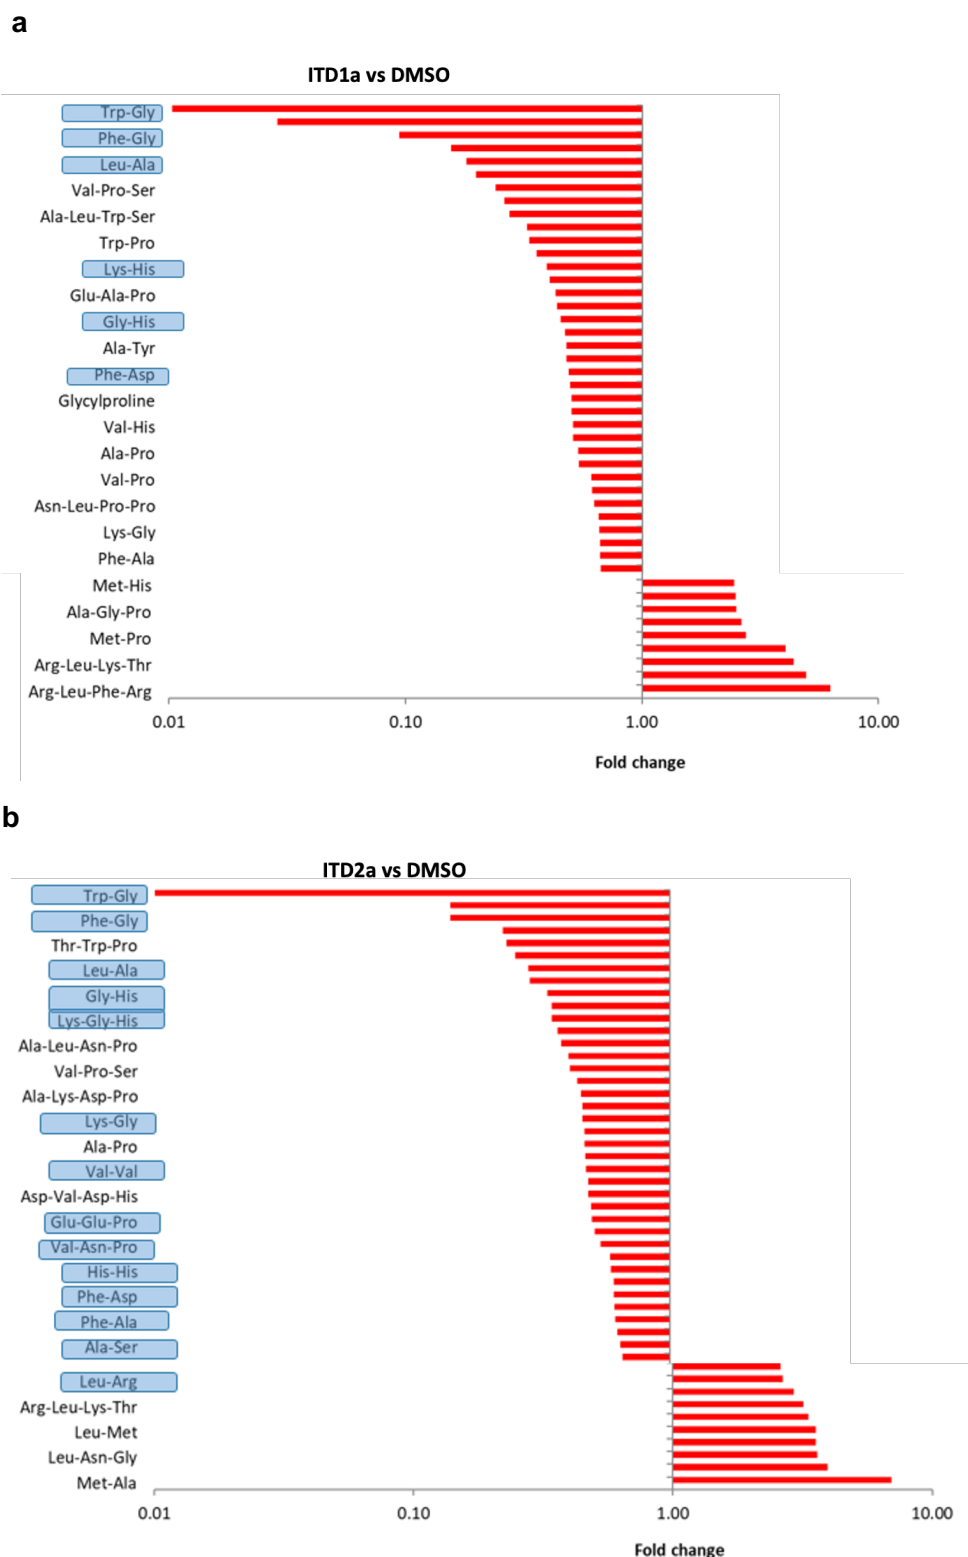 a
ITD1a vs DMSO
Trp-Gly
Phe-Gly
Leu-Ala
Val-Pro-Ser
Ala-Leu-Trp-Ser
Trp-Pro
Lys-His
Glu-Ala-Pro
Gly-His
Ala-Tyr
Phe-Asp
Glycylproline
Val-His
Ala-Pro
Val-Pro
Asn-Leu-Pro-Pro
Lys-Gly
Phe-Ala
Met-His
Ala-Gly-Pro
Met-Pro
Arg-Leu-Lys-Thr
Arg-Leu-Phe-Arg
0.01 0.10 1.00 10.00
Fold change
b
ITD2a vs DMSO
Trp-Gly
Phe-Gly
Thr-Trp-Pro
Leu-Ala
Gly-His
Lys-Gly-His
Ala-Leu-Asn-Pro
Val-Pro-Ser
Ala-Lys-Asp-Pro
Lys-Gly
Ala-Pro
Val-Val
Asp-Val-Asp-His
Glu-Glu-Pro
Val-Asn-Pro
His-His
Phe-Asp
Phe-Ala
Ala-Ser
Leu-Arg
Arg-Leu-Lys-Thr
Leu-Met
Leu-Asn-Gly
Met-Ala
0.01 0.10 1.00 10.00
Fold change